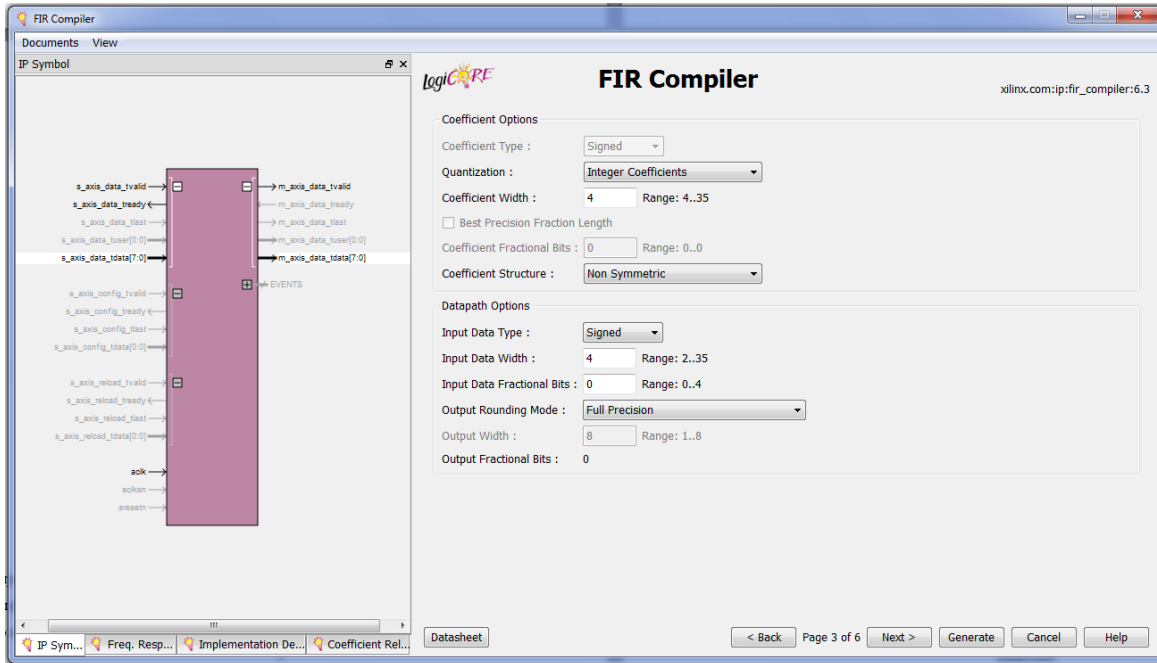 FIR Compiler
Documents View
IP Symbol
s_axis_data_tvalid
s_axis_data_tready
s_axis_data_tlast
s_axis_data_tuser[0:0]
s_axis_data_tdata[7:0]
s_axis_config_tvalid
s_axis_config_tready
s_axis_config_tlast
s_axis_config_tdata[0:0]
s_axis_reload_tvalid
s_axis_reload_tready
s_axis_reload_tlast
s_axis_reload_tdata[0:0]
aclk
aclken
aresetn
m_axis_data_tvalid
m_axis_data_tready
m_axis_data_tlast
m_axis_data_tuser[0:0]
m_axis_data_tdata[7:0]
EVENTS
IP Sym... Freq. Resp... Implementation De... Coefficient Rel...
LogiCORE
FIR Compiler
xilinx.com:ip:fir_compiler:6.3
Coefficient Options
Coefficient Type : Signed
Quantization : Integer Coefficients
Coefficient Width : 4 Range: 4..35
Best Precision Fraction Length
Coefficient Fractional Bits : 0 Range: 0..0
Coefficient Structure : Non Symmetric
Datapath Options
Input Data Type : Signed
Input Data Width : 4 Range: 2..35
Input Data Fractional Bits : 0 Range: 0..4
Output Rounding Mode : Full Precision
Output Width : 8 Range: 1..8
Output Fractional Bits : 0
Datasheet < Back Page 3 of 6 Next > Generate Cancel Help